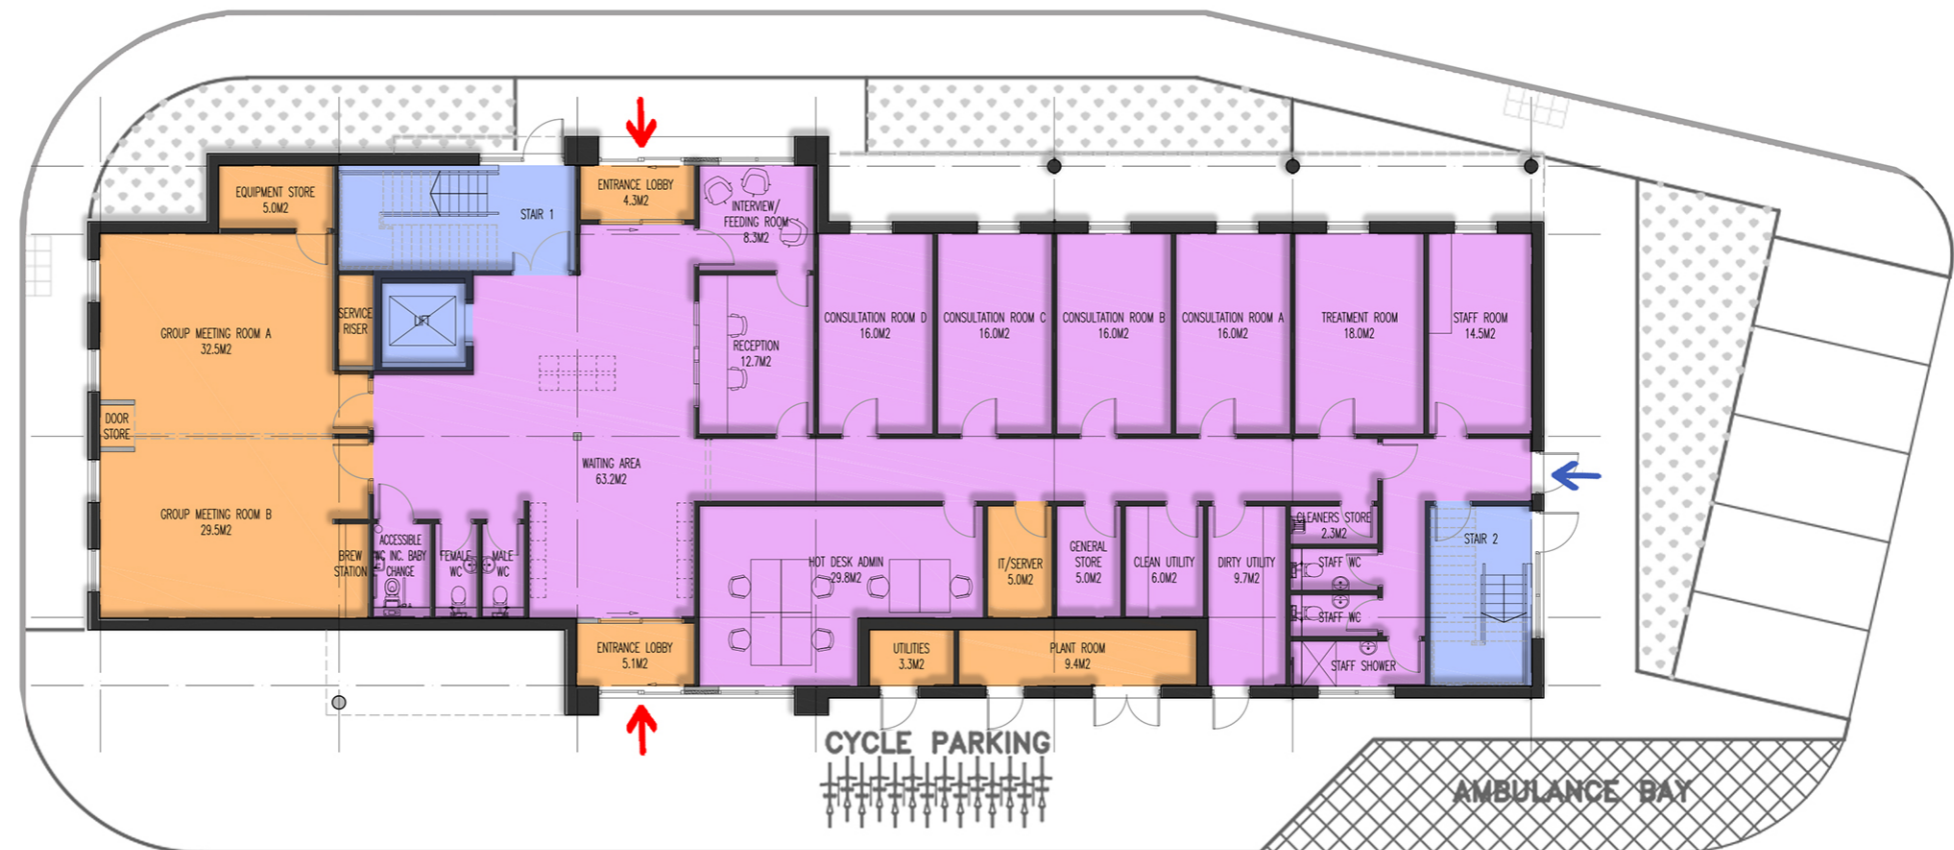 EQUIPMENT STORE
5.0M2
STAIR 1
ENTRANCE LOBBY
4.3M2
INTERVIEW/
FEEDING ROOM
8.3M2
GROUP MEETING ROOM A
32.5M2
SERVICE
RISER
LIFT
RECEPTION
12.7M2
CONSULTATION ROOM D
16.0M2
CONSULTATION ROOM C
16.0M2
CONSULTATION ROOM B
16.0M2
CONSULTATION ROOM A
16.0M2
TREATMENT ROOM
18.0M2
STAFF ROOM
14.5M2
DOOR
STORE
WAITING AREA
63.2M2
GROUP MEETING ROOM B
29.5M2
BREW
STATION
ACCESSIBLE
WC INC. BABY
CHANGE
FEMALE
WC
MALE
WC
HOT DESK ADMIN
29.8M2
IT/SERVER
5.0M2
GENERAL
STORE
5.0M2
CLEAN UTILITY
6.0M2
DIRTY UTILITY
9.7M2
CLEANERS STORE
2.3M2
STAFF WC
STAFF WC
STAFF SHOWER
STAIR 2
ENTRANCE LOBBY
5.1M2
UTILITIES
3.3M2
PLANT ROOM
9.4M2
CYCLE PARKING
AMBULANCE BAY